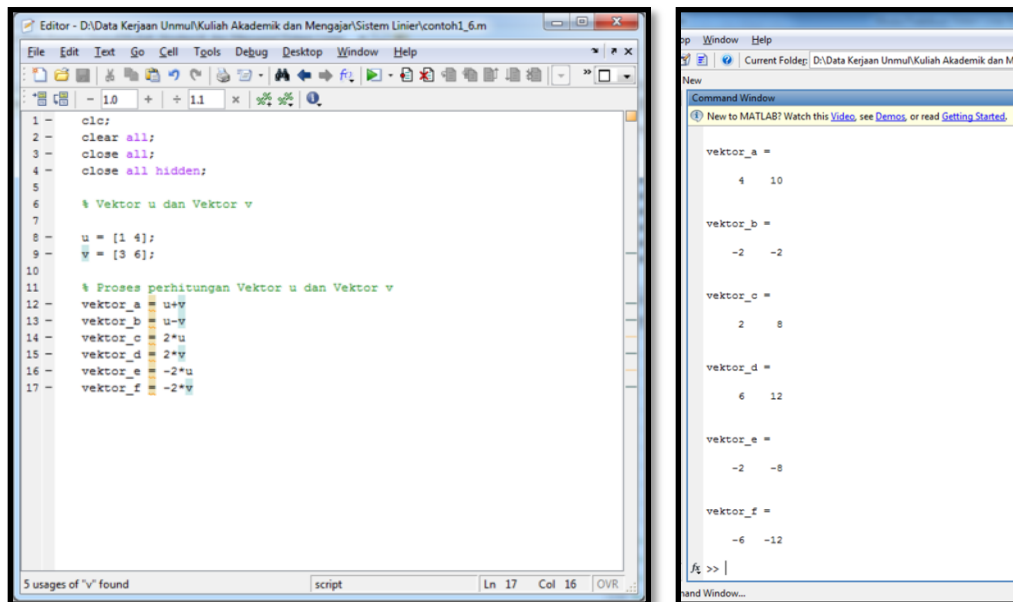 Editor - D:\Data Kerjaan Unmul\Kuliah Akademik dan Mengajar\Sistem Linier\contoh1_6.m
File Edit Text Go Cell Tools Debug Desktop Window Help
- 1.0 + ÷ 1.1 ×
1 - clc;
2 - clear all;
3 - close all;
4 - close all hidden;
5
6 % Vektor u dan Vektor v
7
8 - u = [1 4];
9 - v = [3 6];
10
11 % Proses perhitungan Vektor u dan Vektor v
12 - vektor_a = u+v
13 - vektor_b = u-v
14 - vektor_c = 2*u
15 - vektor_d = 2*v
16 - vektor_e = -2*u
17 - vektor_f = -2*v
5 usages of "v" found script Ln 17 Col 16 OVR
op Window Help
Current Folder: D:\Data Kerjaan Unmul\Kuliah Akademik dan M
New
Command Window
New to MATLAB? Watch this Video, see Demos, or read Getting Started.
vektor_a =
4 10
vektor_b =
-2 -2
vektor_c =
2 8
vektor_d =
6 12
vektor_e =
-2 -8
vektor_f =
-6 -12
fx >>
nand Window...